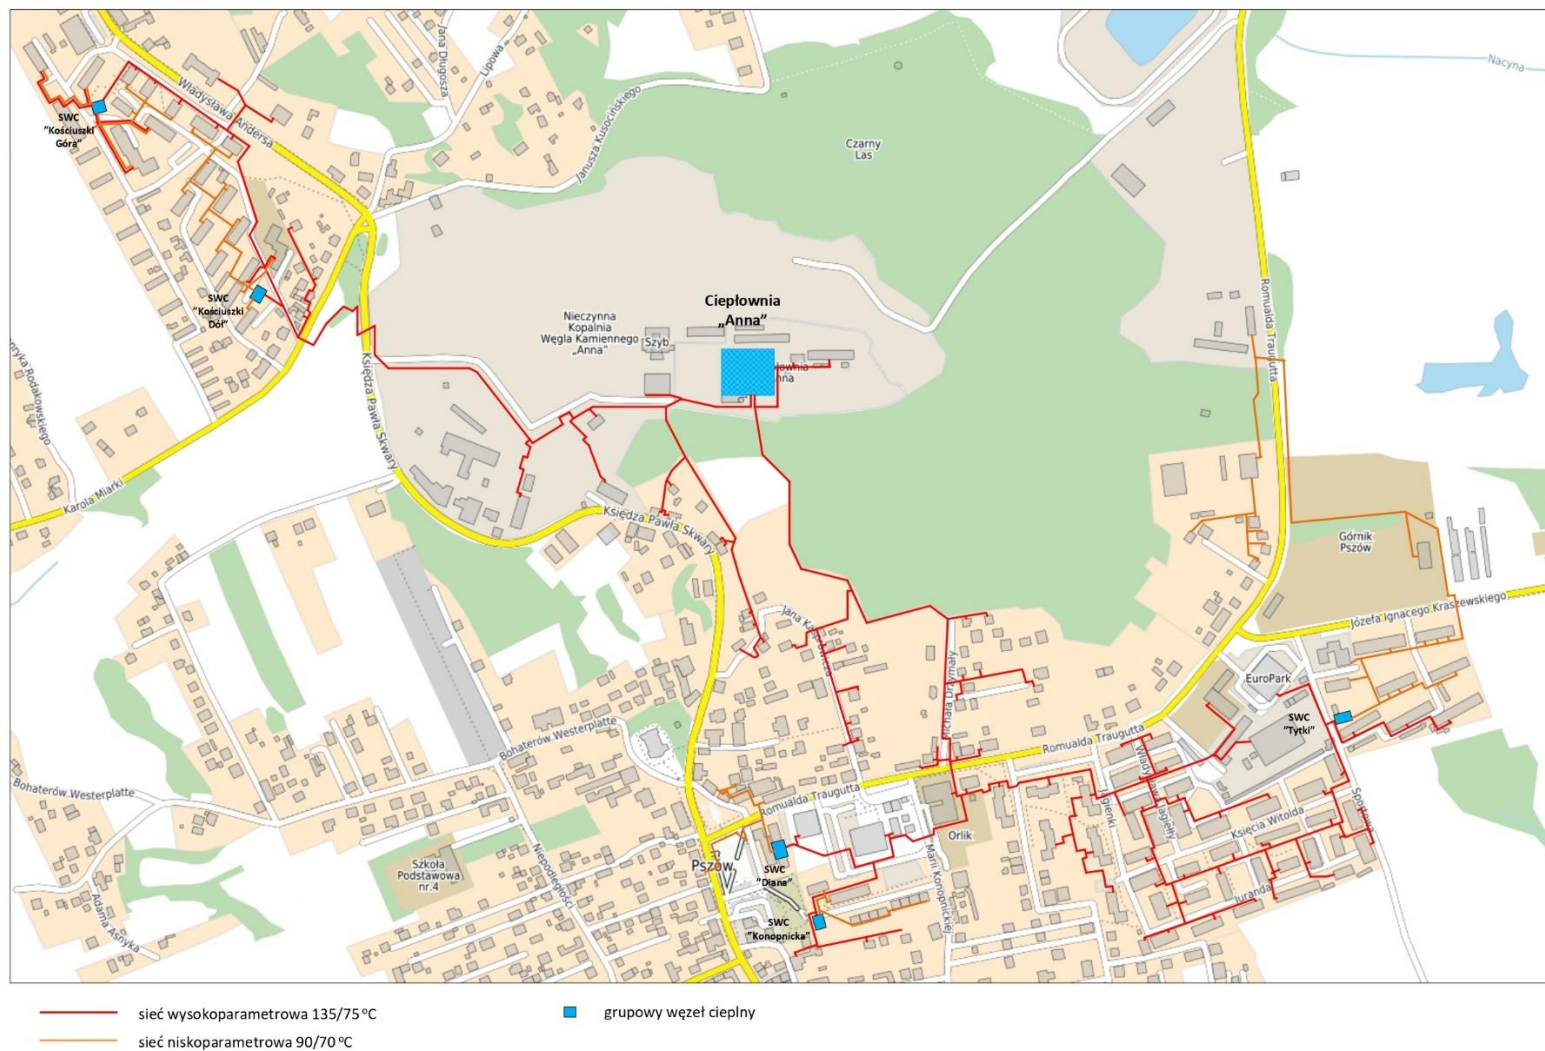 Nacyna
Jana Długosza
Lipowa
Władysława Andersa
Janusza Kusocińskiego
Czarny
Las
SWC
"Kościuszki
Góra"
SWC
"Kościuszki
Dół"
Ciepłownia
„Anna”
Nieczynna
Kopalnia
Węgla Kamiennego
„Anna”
Szyb
Romualda Traugutta
Księdza Pawła Skwary
Karola Miarki
Księdza Pawła Skwary
Górnik
Pszów
Józefa Ignacego Kraszewskiego
EuroPark
SWC
"Tytki"
Romualda Traugutta
Bohaterów Westerplatte
Bohaterów Westerplatte
Romualda Traugutta
Szkoła
Podstawowa
nr.4
Niepodległości
Adama Asnyka
Pszów
SWC
"Diana"
SWC
"Konopnicka"
Orlik
Marii Konopnickiej
Jagienki
Władysława Jagiełły
Księcia Witolda
Juranda
sieć wysokoparametrowa 135/75 °C
grupowy węzeł cieplny
sieć niskoparametrowa 90/70 °C